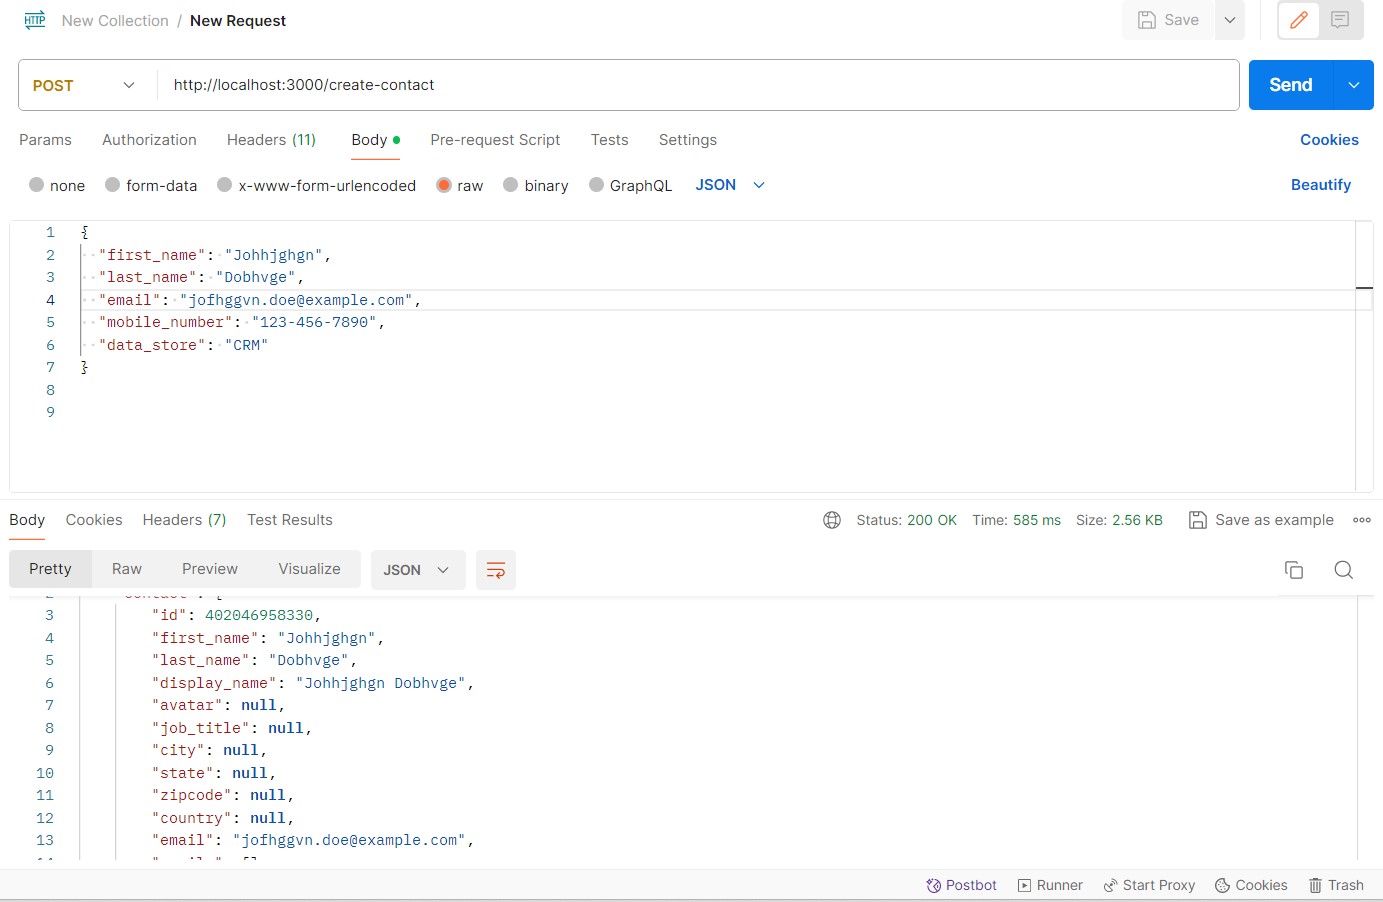 HTTP New Collection / New Request Save
POST http://localhost:3000/create-contact Send
Params Authorization Headers (11) Body Pre-request Script Tests Settings Cookies
none form-data x-www-form-urlencoded raw binary GraphQL JSON Beautify
1 {
2 "first_name": "Johhjghgn",
3 "last_name": "Dobhvge",
4 "email": "jofhggvn.doe@example.com",
5 "mobile_number": "123-456-7890",
6 "data_store": "CRM"
7 }
8
9
Body Cookies Headers (7) Test Results Status: 200 OK Time: 585 ms Size: 2.56 KB Save as example
Pretty Raw Preview Visualize JSON
3 "id": 402046958330,
4 "first_name": "Johhjghgn",
5 "last_name": "Dobhvge",
6 "display_name": "Johhjghgn Dobhvge",
7 "avatar": null,
8 "job_title": null,
9 "city": null,
10 "state": null,
11 "zipcode": null,
12 "country": null,
13 "email": "jofhggvn.doe@example.com",
Postbot Runner Start Proxy Cookies Trash